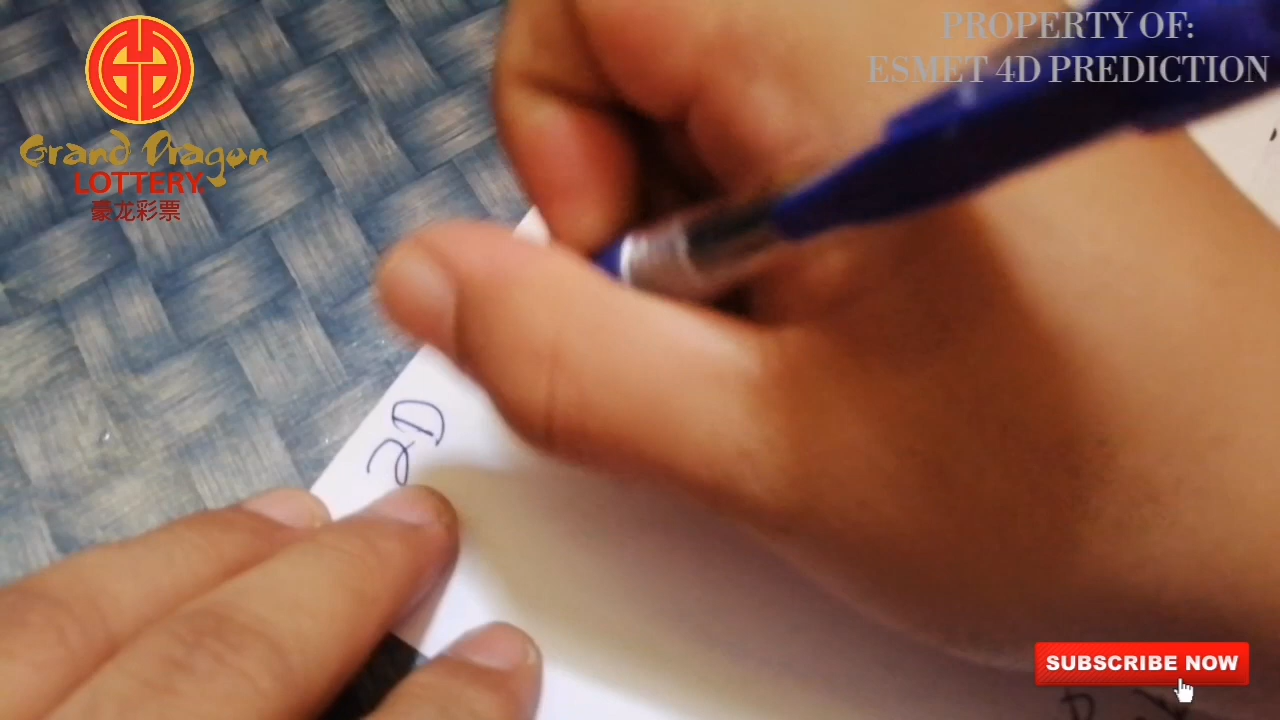 Grand Dragon
LOTTERY
豪龙彩票
PROPERTY OF:
ESMET 4D PREDICTION
2D
SUBSCRIBE NOW